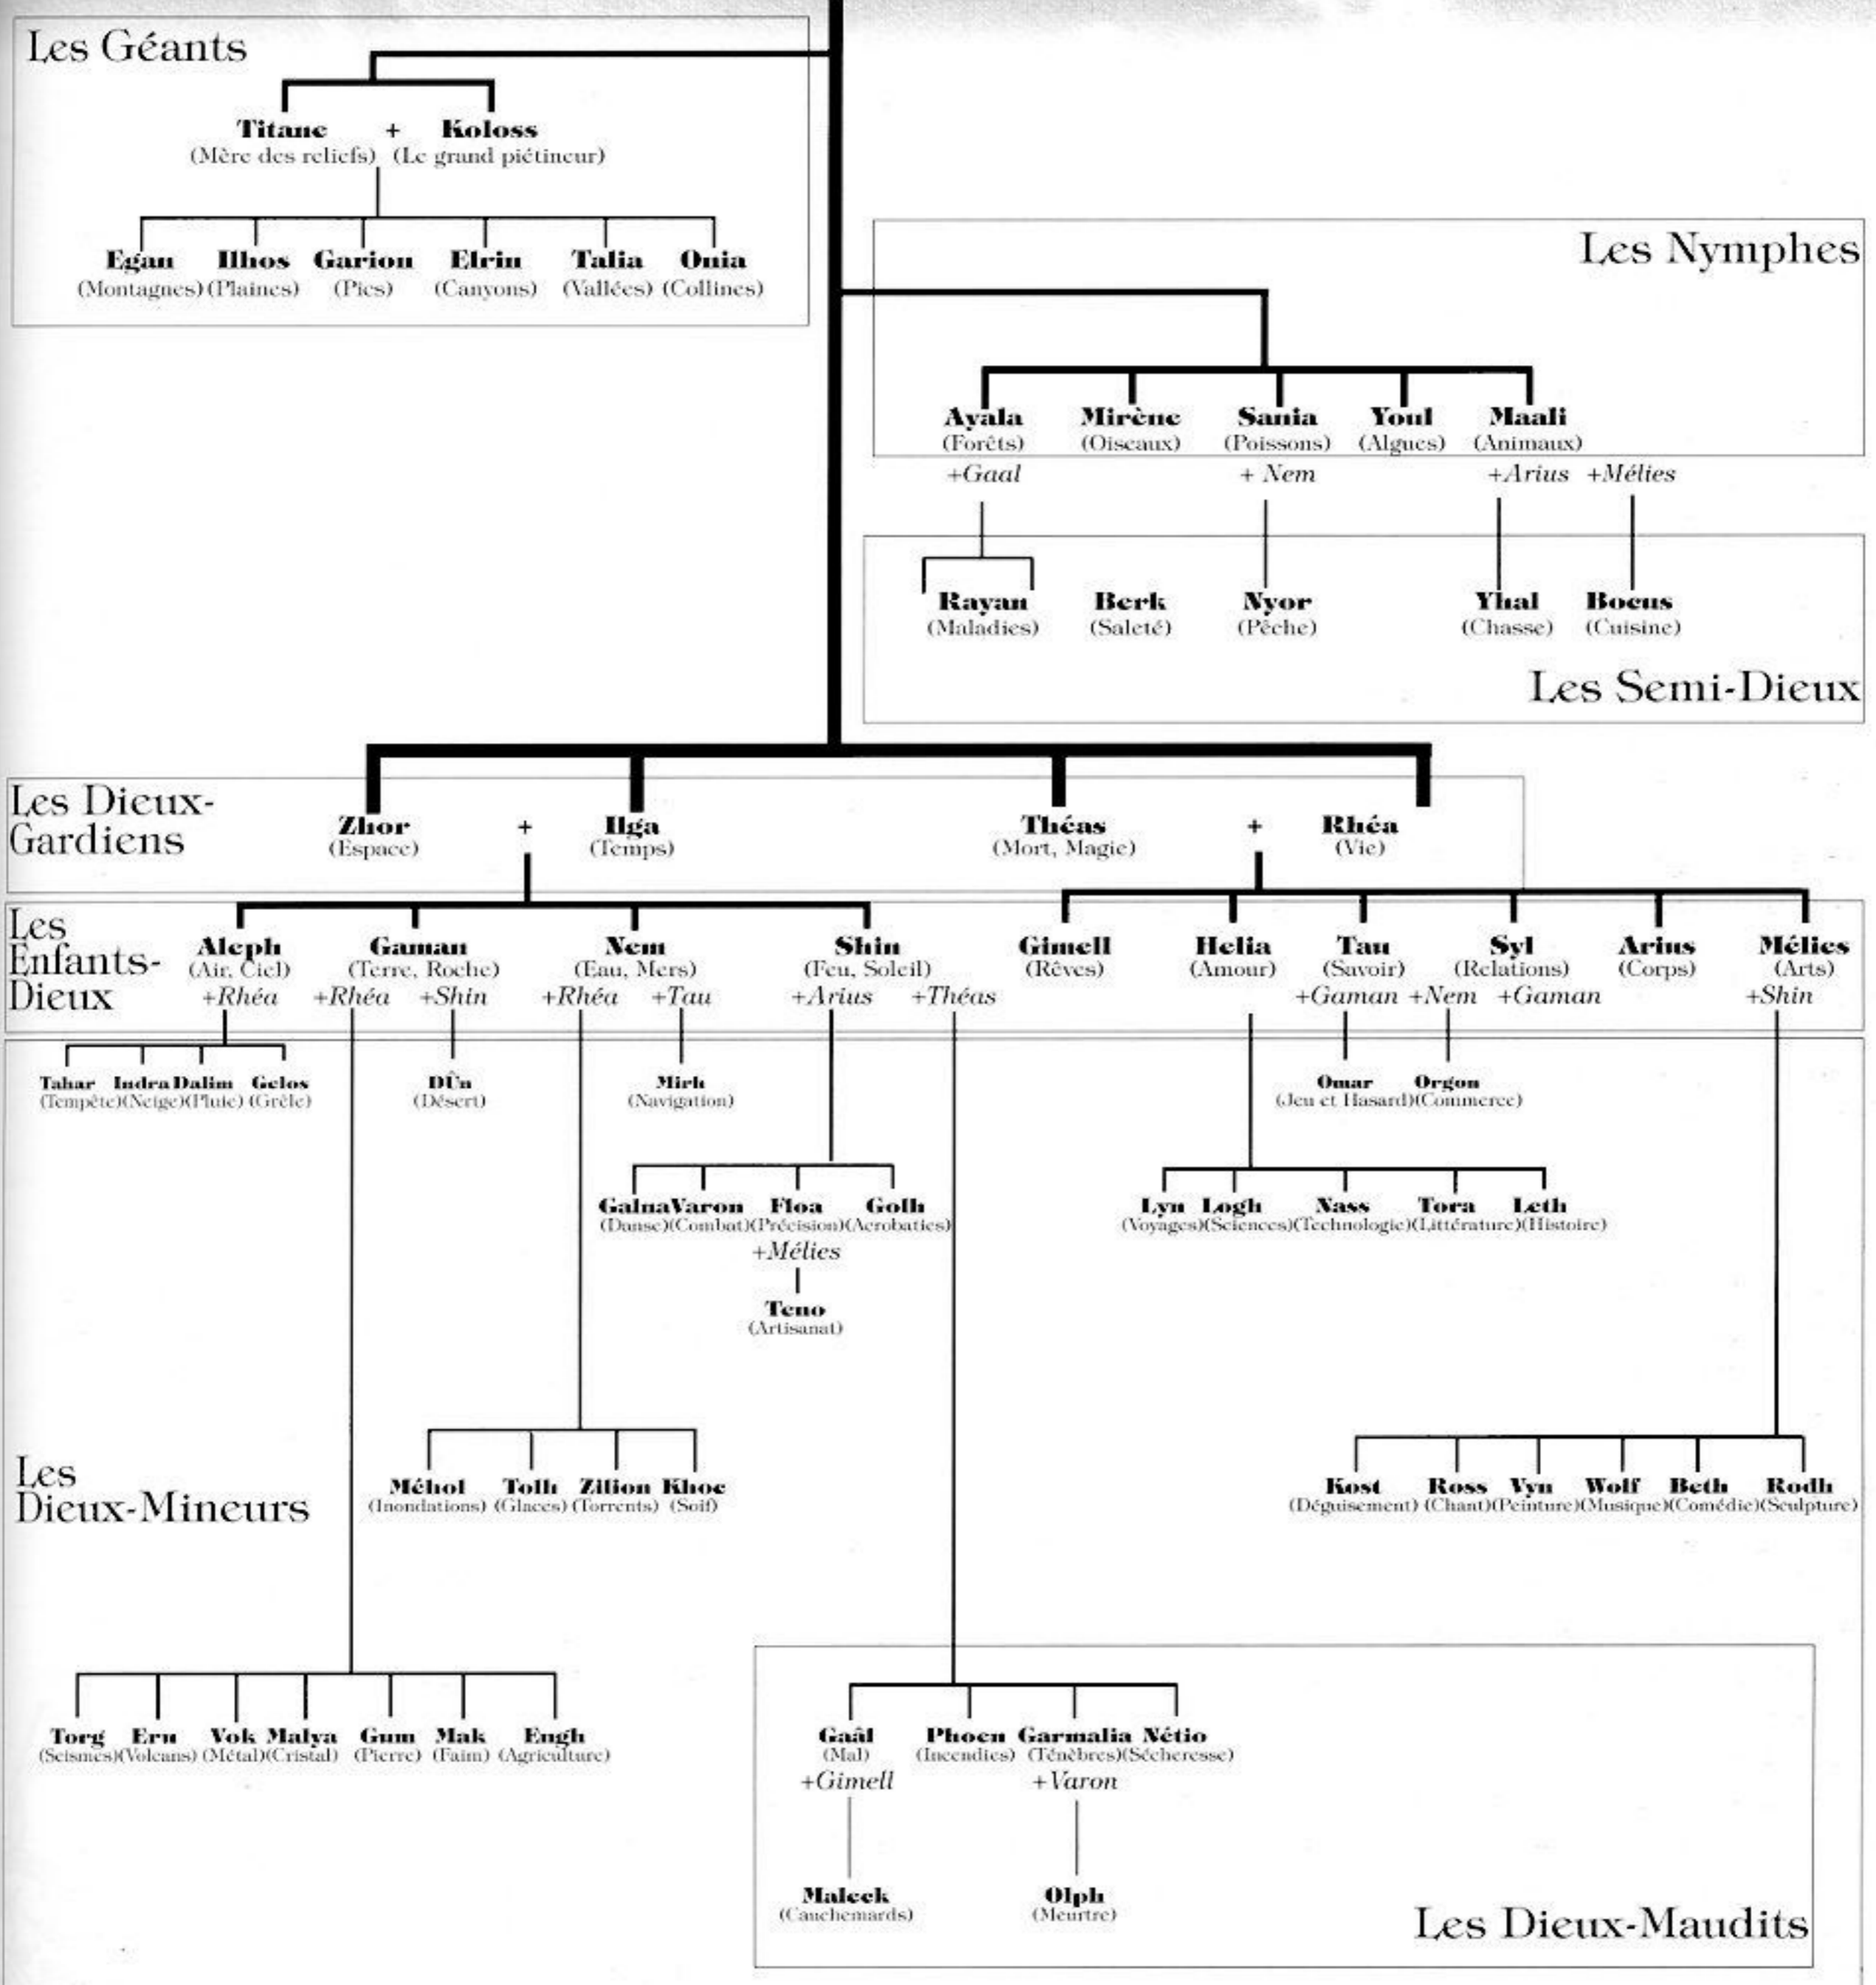 Les Géants
Titane + Koloss
(Mère des reliefs) (Le grand piétineur)
Egan Ilhos Garion Elrin Talia Onia
(Montagnes) (Plaines) (Pics) (Canyons) (Vallées) (Collines)
Les Nymphes
Ayala Mirène Sania Youl Maali
(Forêts) (Oiseaux) (Poissons) (Algues) (Animaux)
+Gaal + Nem +Arius +Mélies
Rayan Berk Nyor Yhal Bocus
(Maladies) (Saleté) (Pêche) (Chasse) (Cuisine)
Les Semi-Dieux
Les Dieux-
Gardiens
Zhor + Ilga Théas + Rhéa
(Espace) (Temps) (Mort, Magie) (Vie)
Les
Enfants-
Dieux
Aleph Gaman Nem Shin Gimell Helia Tau Syl Arius Mélies
(Air, Ciel) (Terre, Roche) (Eau, Mers) (Feu, Soleil) (Rêves) (Amour) (Savoir) (Relations) (Corps) (Arts)
+Rhéa +Rhéa +Shin +Rhéa +Tau +Arius +Théas +Gaman +Nem +Gaman +Shin
Tahar Indra Dalim Gelos DÛn Mirh Omar Orgon
(Tempête) (Neige) (Pluie) (Grêle) (Désert) (Navigation) (Jeu et Hasard) (Commerce)
Galna Varon Floa Golh Lyn Logh Nass Tora Leth
(Danse) (Combat) (Précision) (Acrobaties) (Voyages) (Sciences) (Technologie) (Littérature) (Histoire)
+Mélies
Teno
(Artisanat)
Les
Dieux-Mineurs
Méhol Tolh Zilion Khoe Kost Ross Vyn Wolf Beth Rodh
(Inondations) (Glaces) (Torrents) (Soif) (Déguisement) (Chant) (Peinture) (Musique) (Comédie) (Sculpture)
Torg Ern Vok Malya Gum Mak Engh Gaâl Phoen Garmalia Nétio
(Seismes) (Volcans) (Métal) (Cristal) (Pierre) (Faim) (Agriculture) (Mal) (Incendies) (Ténèbres) (Sécheresse)
+Gimell +Varon
Maleek Olph
(Cauchemards) (Meurtre)
Les Dieux-Maudits